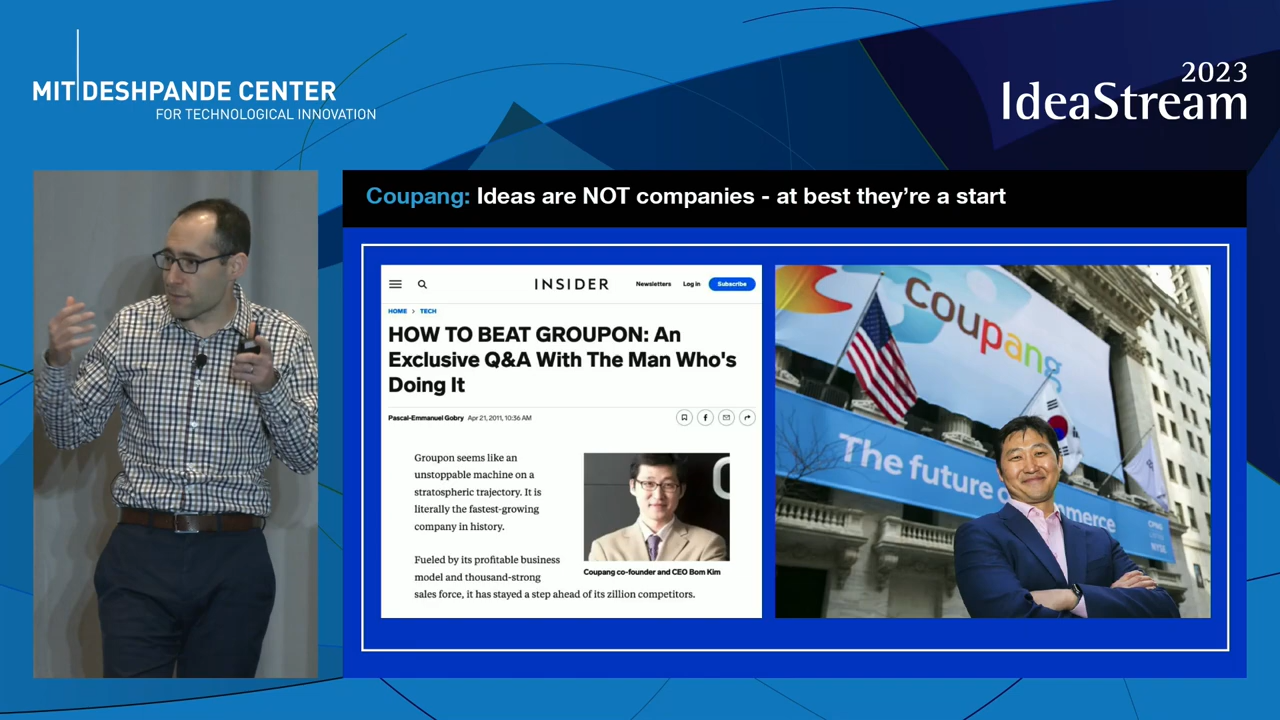 MIT DESHPANDE CENTER
FOR TECHNOLOGICAL INNOVATION
2023
IdeaStream
Coupang: Ideas are NOT companies - at best they're a start
INSIDER
Newsletters Log in Subscribe
HOME > TECH
HOW TO BEAT GROUPON: An
Exclusive Q&A With The Man Who's
Doing It
Pascal-Emmanuel Gobry Apr 21, 2011, 10:36 AM
Groupon seems like an
unstoppable machine on a
stratospheric trajectory. It is
literally the fastest-growing
company in history.
Fueled by its profitable business
model and thousand-strong
sales force, it has stayed a step ahead of its zillion competitors.
Coupang co-founder and CEO Bom Kim
coupang
The future
mmerce
CPNG
LISTED
NYSE